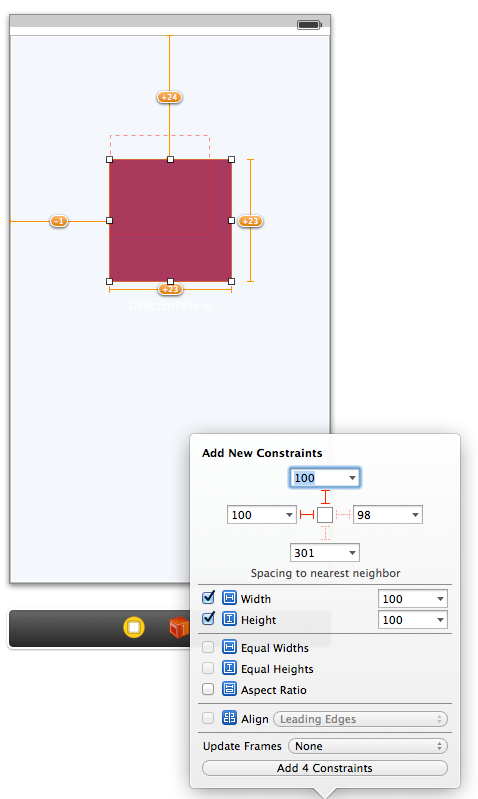 +24
-1
+23
+23
UIScrollView
Add New Constraints
100
100
98
301
Spacing to nearest neighbor
Width 100
Height 100
Equal Widths
Equal Heights
Aspect Ratio
Align Leading Edges
Update Frames None
Add 4 Constraints